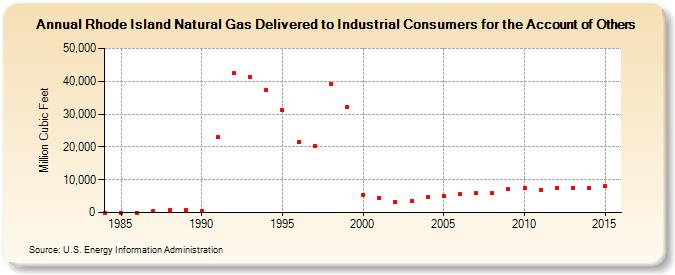 Annual Rhode Island Natural Gas Delivered to Industrial Consumers for the Account of Others
Million Cubic Feet
50,000
40,000
30,000
20,000
10,000
0
1985 1990 1995 2000 2005 2010 2015
Source: U.S. Energy Information Administration